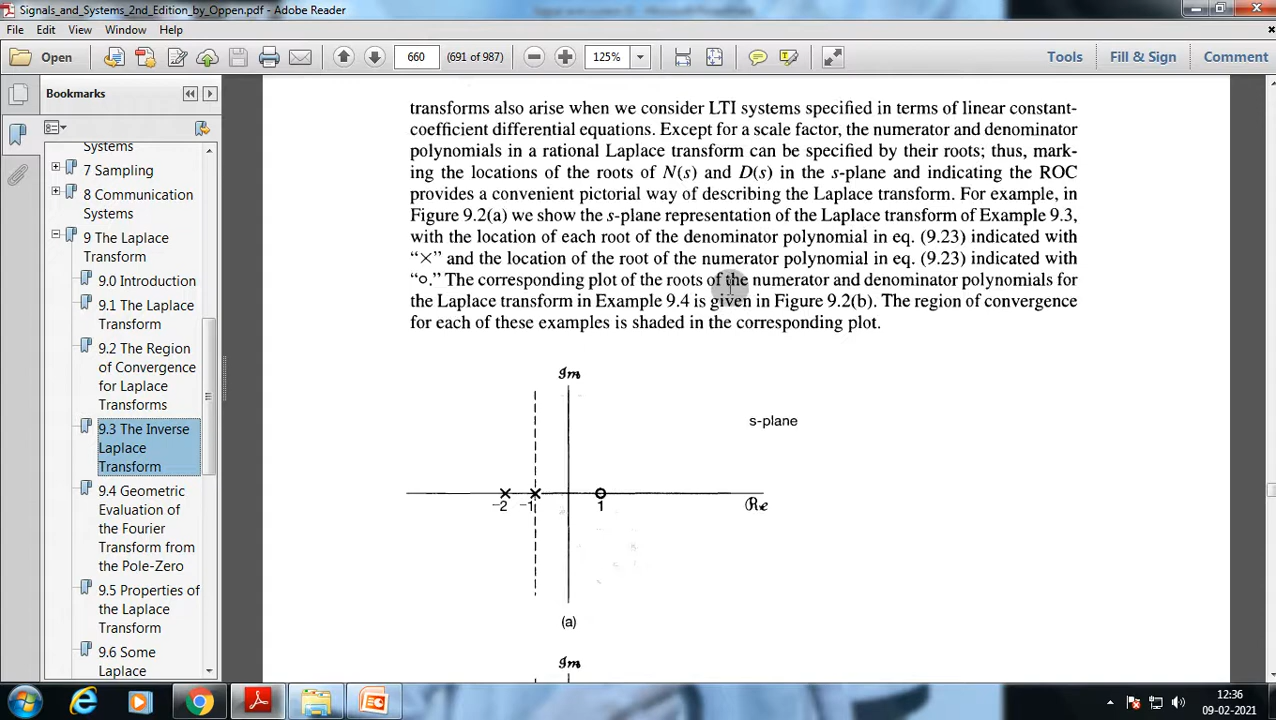 Signals_and_Systems_2nd_Edition_by_Oppen.pdf - Adobe Reader
File Edit View Window Help
Open
660
(691 of 987)
125%
Tools
Fill & Sign
Comment
Bookmarks
Systems
7 Sampling
8 Communication
Systems
9 The Laplace
Transform
9.0 Introduction
9.1 The Laplace
Transform
9.2 The Region
of Convergence
for Laplace
Transforms
9.3 The Inverse
Laplace
Transform
9.4 Geometric
Evaluation of
the Fourier
Transform from
the Pole-Zero
9.5 Properties of
the Laplace
Transform
9.6 Some
Laplace
transforms also arise when we consider LTI systems specified in terms of linear constant-
coefficient differential equations. Except for a scale factor, the numerator and denominator
polynomials in a rational Laplace transform can be specified by their roots; thus, mark-
ing the locations of the roots of N(s) and D(s) in the s-plane and indicating the ROC
provides a convenient pictorial way of describing the Laplace transform. For example, in
Figure 9.2(a) we show the s-plane representation of the Laplace transform of Example 9.3,
with the location of each root of the denominator polynomial in eq. (9.23) indicated with
“×” and the location of the root of the numerator polynomial in eq. (9.23) indicated with
“○.” The corresponding plot of the roots of the numerator and denominator polynomials for
the Laplace transform in Example 9.4 is given in Figure 9.2(b). The region of convergence
for each of these examples is shaded in the corresponding plot.
Im
s-plane
-2 -1 1 Re
(a)
Im
12:36
09-02-2021